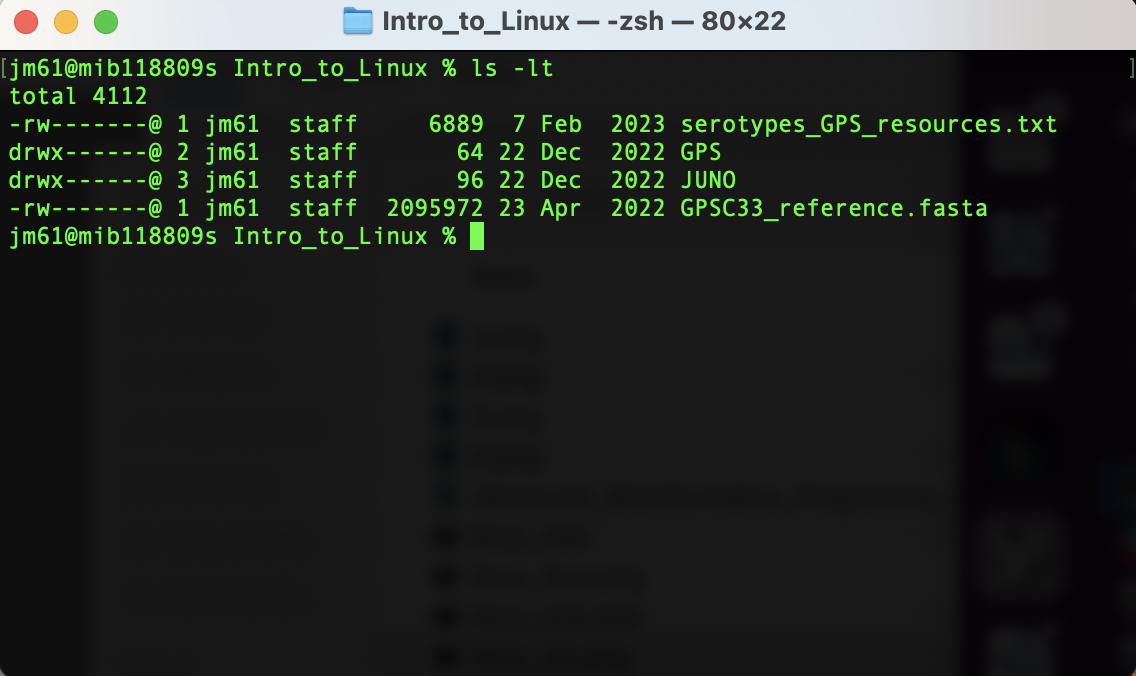 Intro_to_Linux — -zsh — 80×22
[jm61@mib118809s Intro_to_Linux % ls -lt ]
total 4112
-rw-------@ 1 jm61  staff     6889  7 Feb  2023 serotypes_GPS_resources.txt
drwx------@ 2 jm61  staff       64 22 Dec  2022 GPS
drwx------@ 3 jm61  staff       96 22 Dec  2022 JUNO
-rw-------@ 1 jm61  staff  2095972 23 Apr  2022 GPSC33_reference.fasta
jm61@mib118809s Intro_to_Linux %